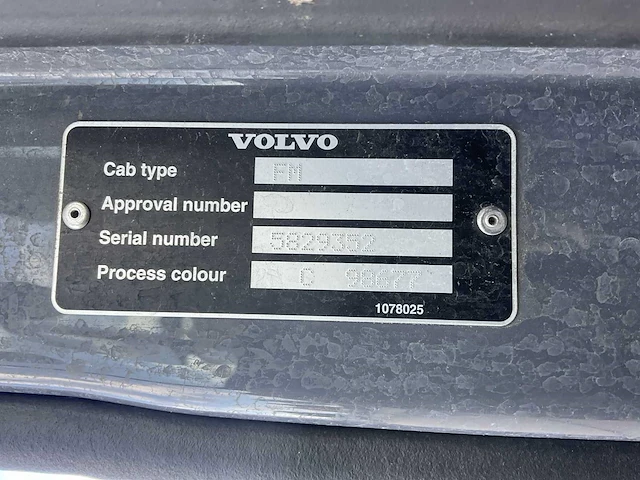 VOLVO
Cab type FM
Approval number
Serial number 5829352
Process colour C 98677
1078025